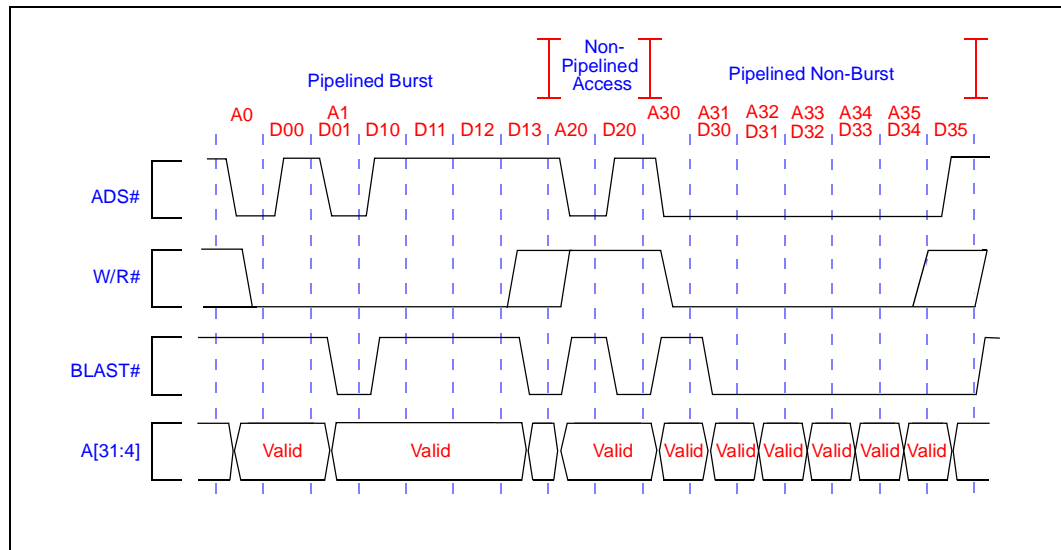 Non-
Pipelined
Access
Pipelined Burst
Pipelined Non-Burst
A0 A1 A20 A30 A31 A32 A33 A34 A35
D00 D01 D10 D11 D12 D13 D20 D30 D31 D32 D33 D34 D35
ADS#
W/R#
BLAST#
A[31:4]
Valid Valid Valid Valid Valid Valid Valid Valid Valid